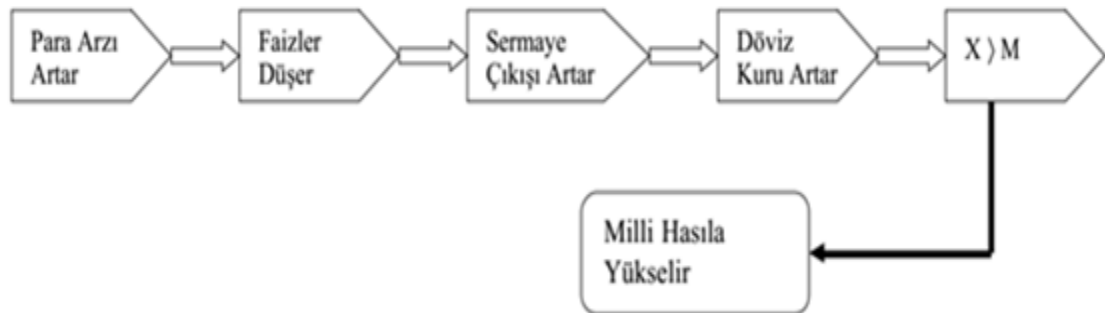 Para Arzı
Artar
Faizler
Düşer
Sermaye
Çıkışı Artar
Döviz
Kuru Artar
X ⟩ M
Milli Hasıla
Yükselir